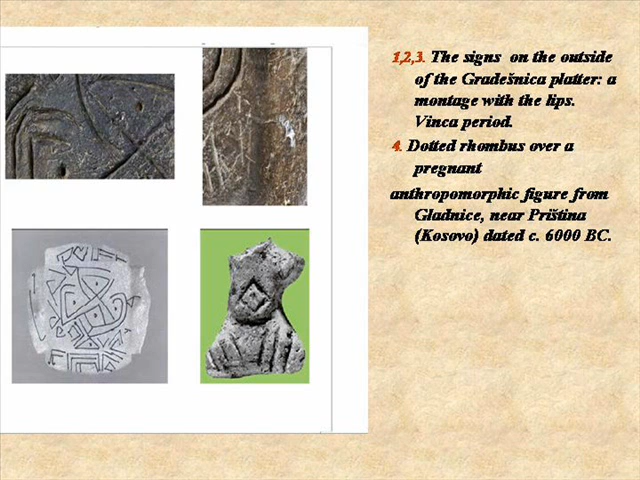 1,2,3. The signs on the outside
of the Gradešnica platter: a
montage with the lips.
Vinca period.
4. Dotted rhombus over a
pregnant
anthropomorphic figure from
Gladnice, near Priština
(Kosovo) dated c. 6000 BC.